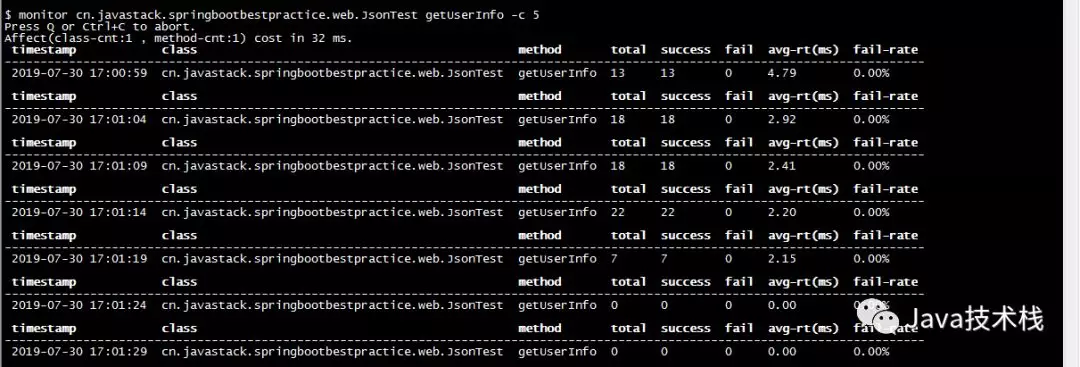 $ monitor cn.javastack.springbootbestpractice.web.JsonTest getUserInfo -c 5
Press Q or Ctrl+C to abort.
Affect(class-cnt:1 , method-cnt:1) cost in 32 ms.
timestamp class method total success fail avg-rt(ms) fail-rate
2019-07-30 17:00:59 cn.javastack.springbootbestpractice.web.JsonTest getUserInfo 13 13 0 4.79 0.00%
timestamp class method total success fail avg-rt(ms) fail-rate
2019-07-30 17:01:04 cn.javastack.springbootbestpractice.web.JsonTest getUserInfo 18 18 0 2.92 0.00%
timestamp class method total success fail avg-rt(ms) fail-rate
2019-07-30 17:01:09 cn.javastack.springbootbestpractice.web.JsonTest getUserInfo 18 18 0 2.41 0.00%
timestamp class method total success fail avg-rt(ms) fail-rate
2019-07-30 17:01:14 cn.javastack.springbootbestpractice.web.JsonTest getUserInfo 22 22 0 2.20 0.00%
timestamp class method total success fail avg-rt(ms) fail-rate
2019-07-30 17:01:19 cn.javastack.springbootbestpractice.web.JsonTest getUserInfo 7 7 0 2.15 0.00%
timestamp class method total success fail avg-rt(ms) fail-rate
2019-07-30 17:01:24 cn.javastack.springbootbestpractice.web.JsonTest getUserInfo 0 0 0 0.00 0.00%
timestamp class method total success fail avg-rt(ms) fail-rate
Java技术栈
2019-07-30 17:01:29 cn.javastack.springbootbestpractice.web.JsonTest getUserInfo 0 0 0 0.00 0.00%